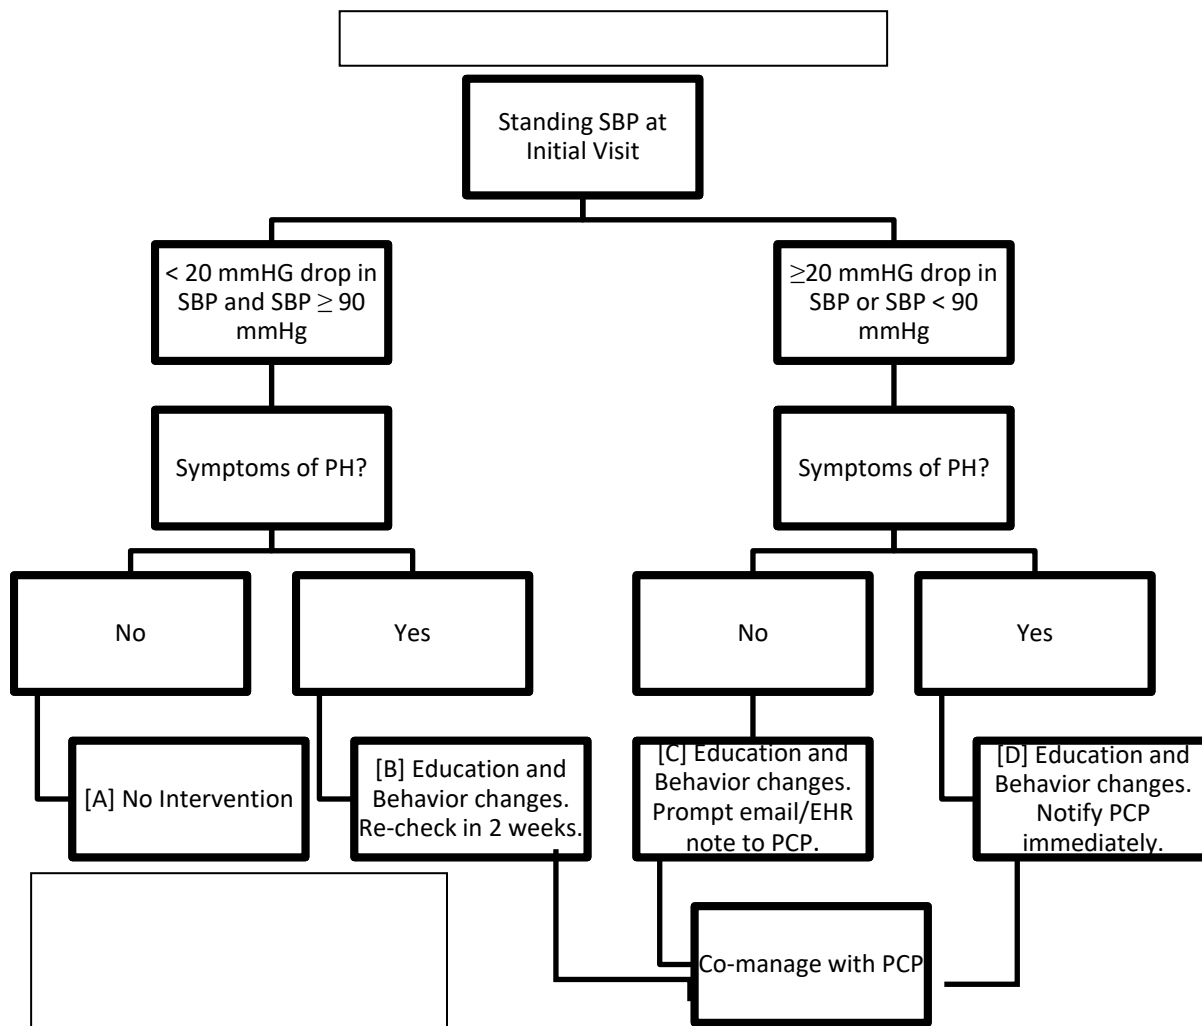 Standing SBP at
Initial Visit
< 20 mmHG drop in
SBP and SBP ≥ 90
mmHg
≥20 mmHG drop in
SBP or SBP < 90
mmHg
Symptoms of PH?
Symptoms of PH?
No
Yes
No
Yes
[A] No Intervention
[B] Education and
Behavior changes.
Re-check in 2 weeks.
[C] Education and
Behavior changes.
Prompt email/EHR
note to PCP.
[D] Education and
Behavior changes.
Notify PCP
immediately.
Co-manage with PCP